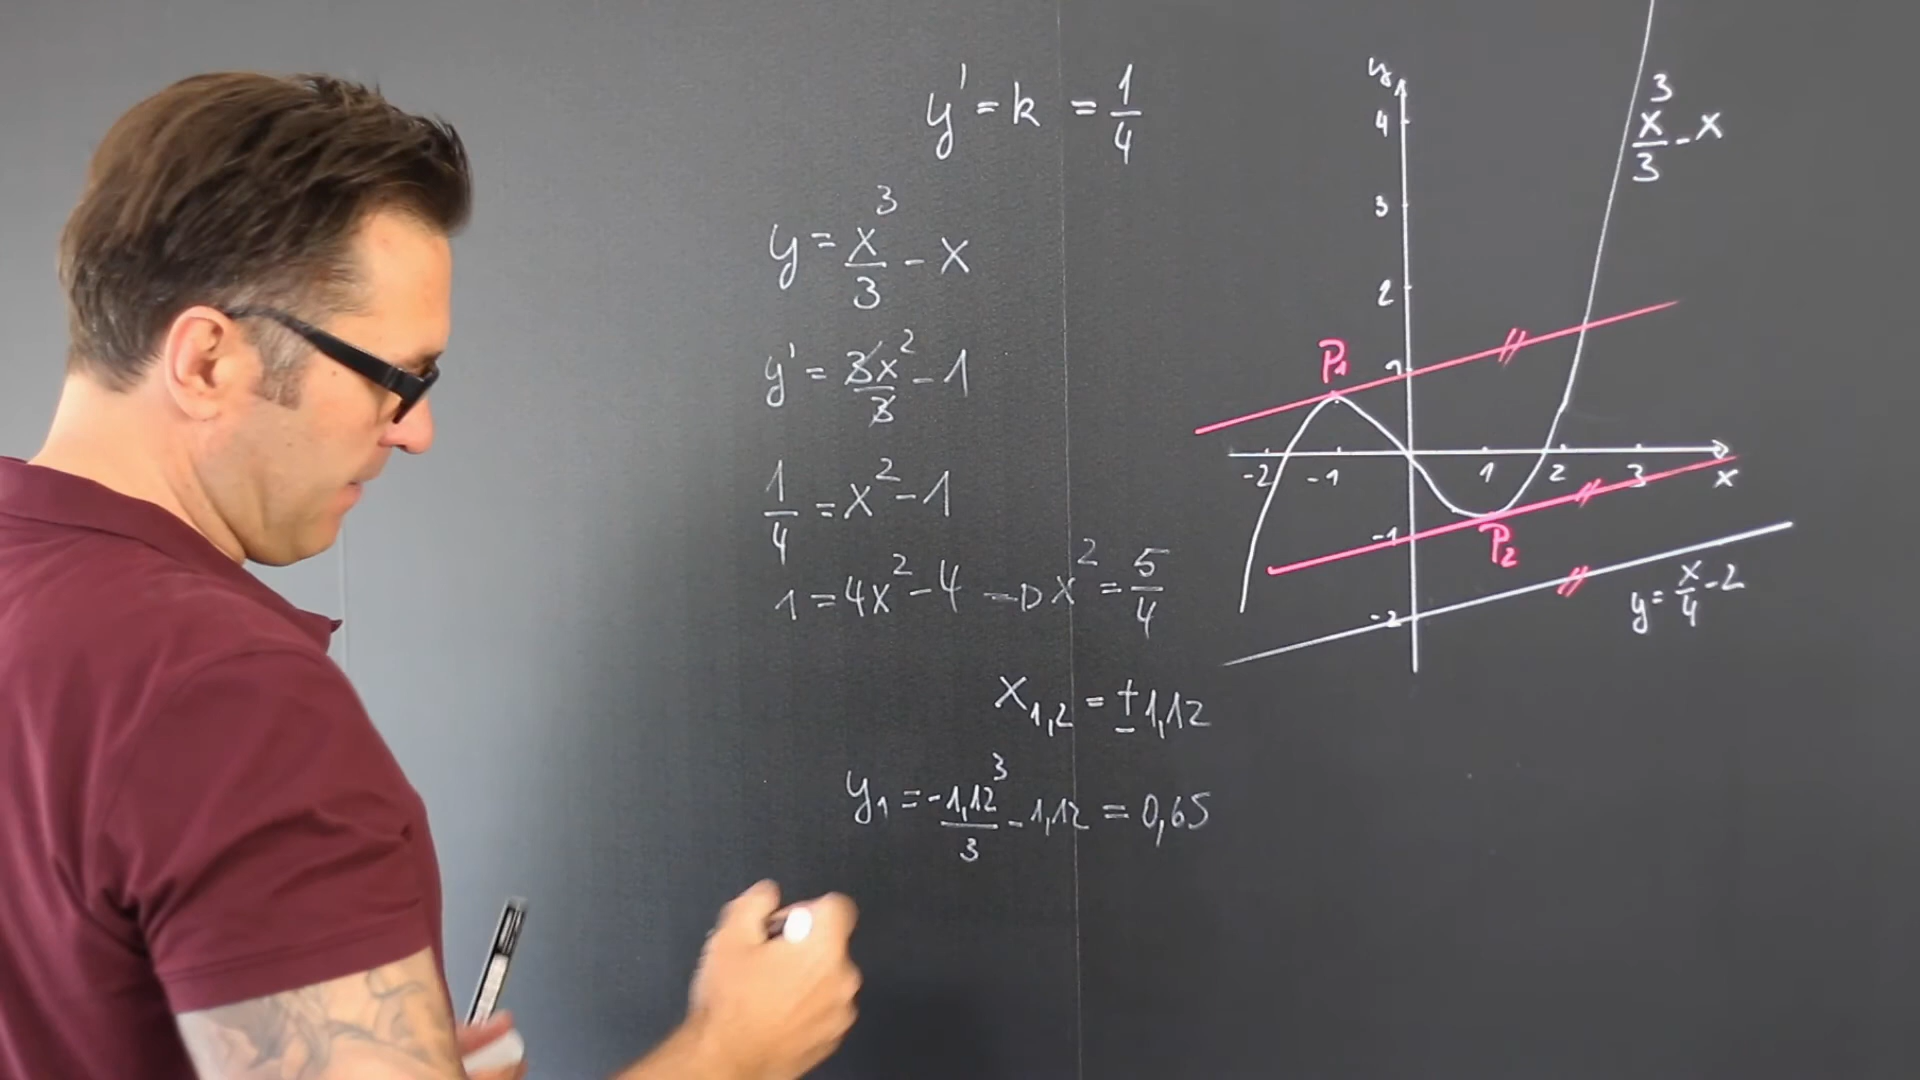 y' = k = 1/4
y = x³/3 - x
y' = 3x²/3 - 1
1/4 = x² - 1
1 = 4x² - 4 → x² = 5/4
x₁,₂ = ±1,12
y₁ = -1,12³/3 - 1,12 = 0,65
y
4
3
2
1
x³/3 - x
P₁
-2 -1 1 2 3 x
-1
P₂
-2
y = x/4 - 2